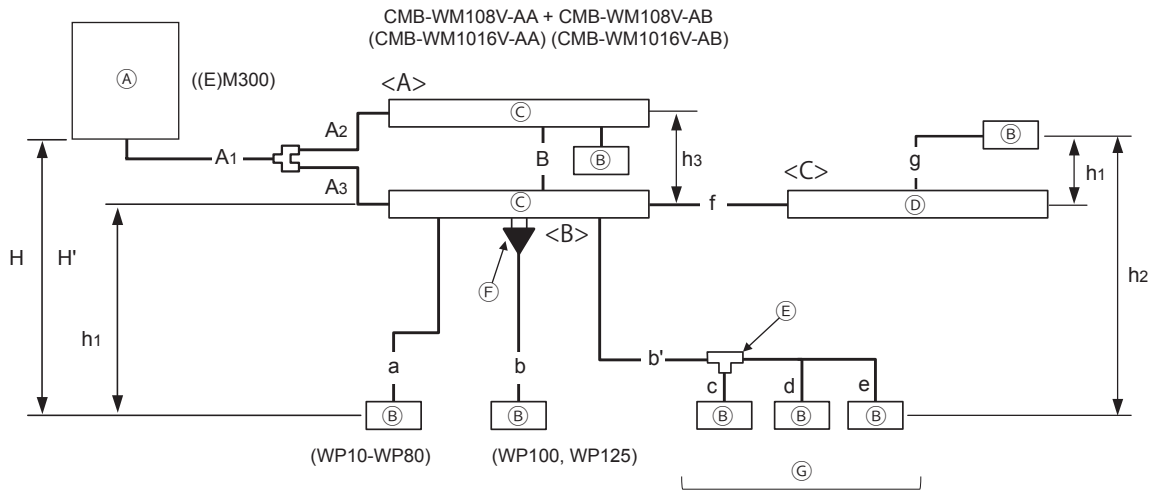 CMB-WM108V-AA + CMB-WM108V-AB
(CMB-WM1016V-AA) (CMB-WM1016V-AB)
Ⓐ
((E)M300)
<A>
Ⓒ
A2
A1
B
Ⓑ
h3
Ⓑ
g
h1
A3
<C>
Ⓒ
f
Ⓓ
<B>
H
H'
Ⓕ
h2
h1
Ⓔ
a
b
b'
c
d
e
Ⓑ
Ⓑ
Ⓑ
Ⓑ
Ⓑ
(WP10-WP80)
(WP100, WP125)
Ⓖ